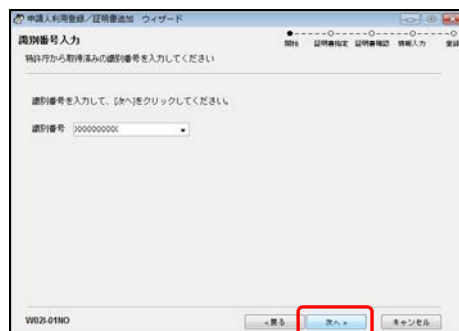 申請人利用登録／証明書追加 ウィザード
識別番号入力
開始 証明書指定 証明書確認 情報入力 登録
特許庁から取得済みの識別番号を入力してください
識別番号を入力して、[次へ]をクリックしてください。
識別番号 XXXXXXXXX
W02I-01NO
«戻る 次へ» キャンセル